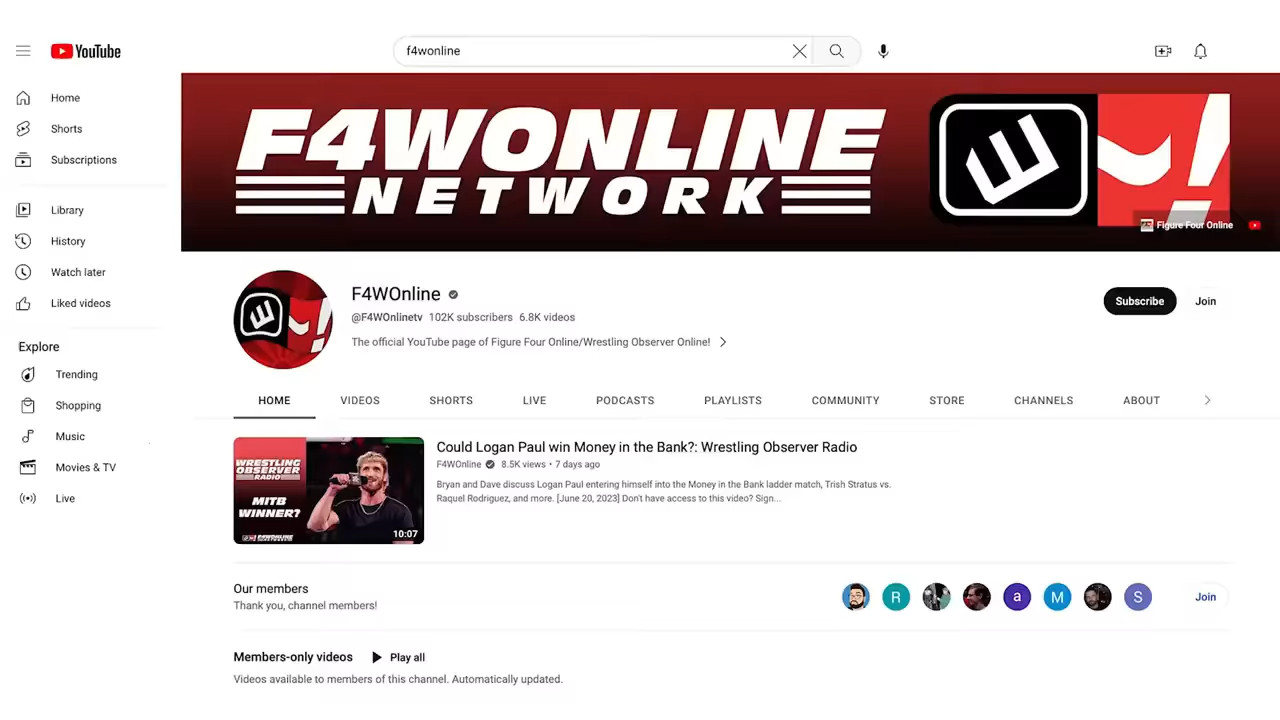 YouTube
f4wonline
Home
Shorts
Subscriptions
Library
History
Watch later
Liked videos
Explore
Trending
Shopping
Music
Movies & TV
Live
F4WONLINE
NETWORK
Figure Four Online
F4WOnline
@F4WOnlinetv 102K subscribers 6.8K videos
The official YouTube page of Figure Four Online/Wrestling Observer Online!
Subscribe
Join
HOME
VIDEOS
SHORTS
LIVE
PODCASTS
PLAYLISTS
COMMUNITY
STORE
CHANNELS
ABOUT
WRESTLING
OBSERVER
RADIO
MITB
WINNER?
F4WONLINE
10:07
Could Logan Paul win Money in the Bank?: Wrestling Observer Radio
F4WOnline 8.5K views • 7 days ago
Bryan and Dave discuss Logan Paul entering himself into the Money in the Bank ladder match, Trish Stratus vs.
Raquel Rodriguez, and more. [June 20, 2023] Don't have access to this video? Sign...
Our members
Thank you, channel members!
R
a
M
S
Join
Members-only videos
Play all
Videos available to members of this channel. Automatically updated.